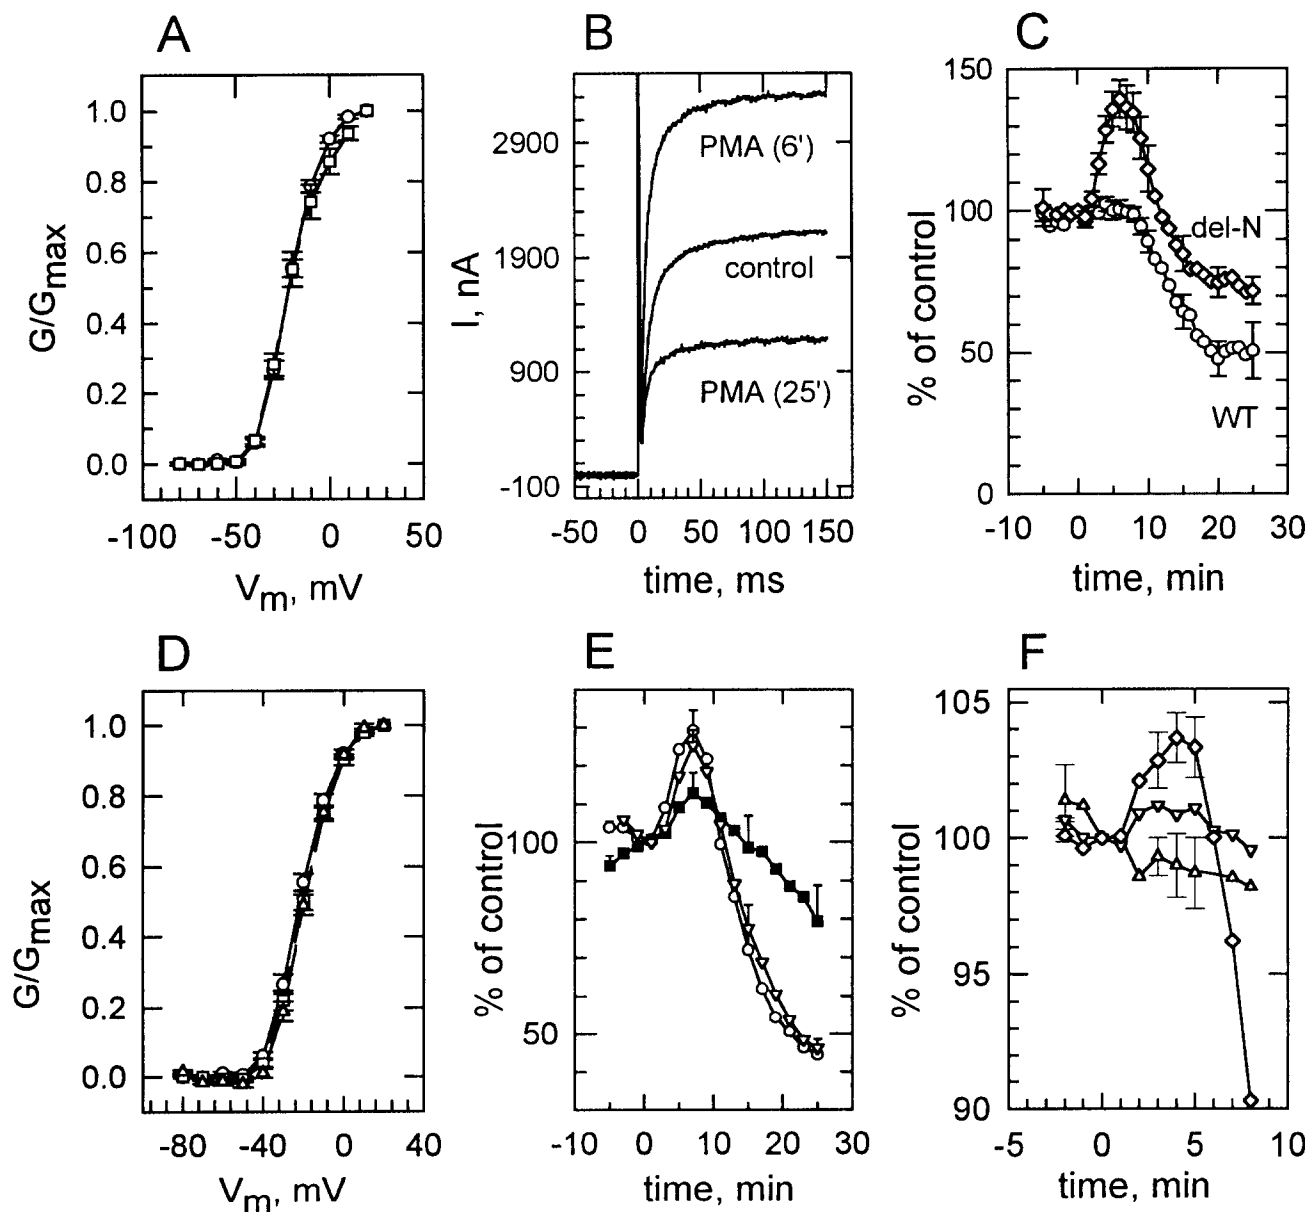 A
B
C
1.0
0.8
0.6
0.4
0.2
0.0
G/Gmax
-100
-50
0
50
Vm, mV
2900
1900
900
-100
I, nA
PMA (6')
control
PMA (25')
-50
0
50
100
150
time, ms
150
100
50
0
% of control
del-N
WT
-10
0
10
20
30
time, min
D
E
F
1.0
0.8
0.6
0.4
0.2
0.0
G/Gmax
-80
-40
0
40
Vm, mV
100
50
% of control
-10
0
10
20
30
time, min
105
100
95
90
% of control
-5
0
5
10
time, min